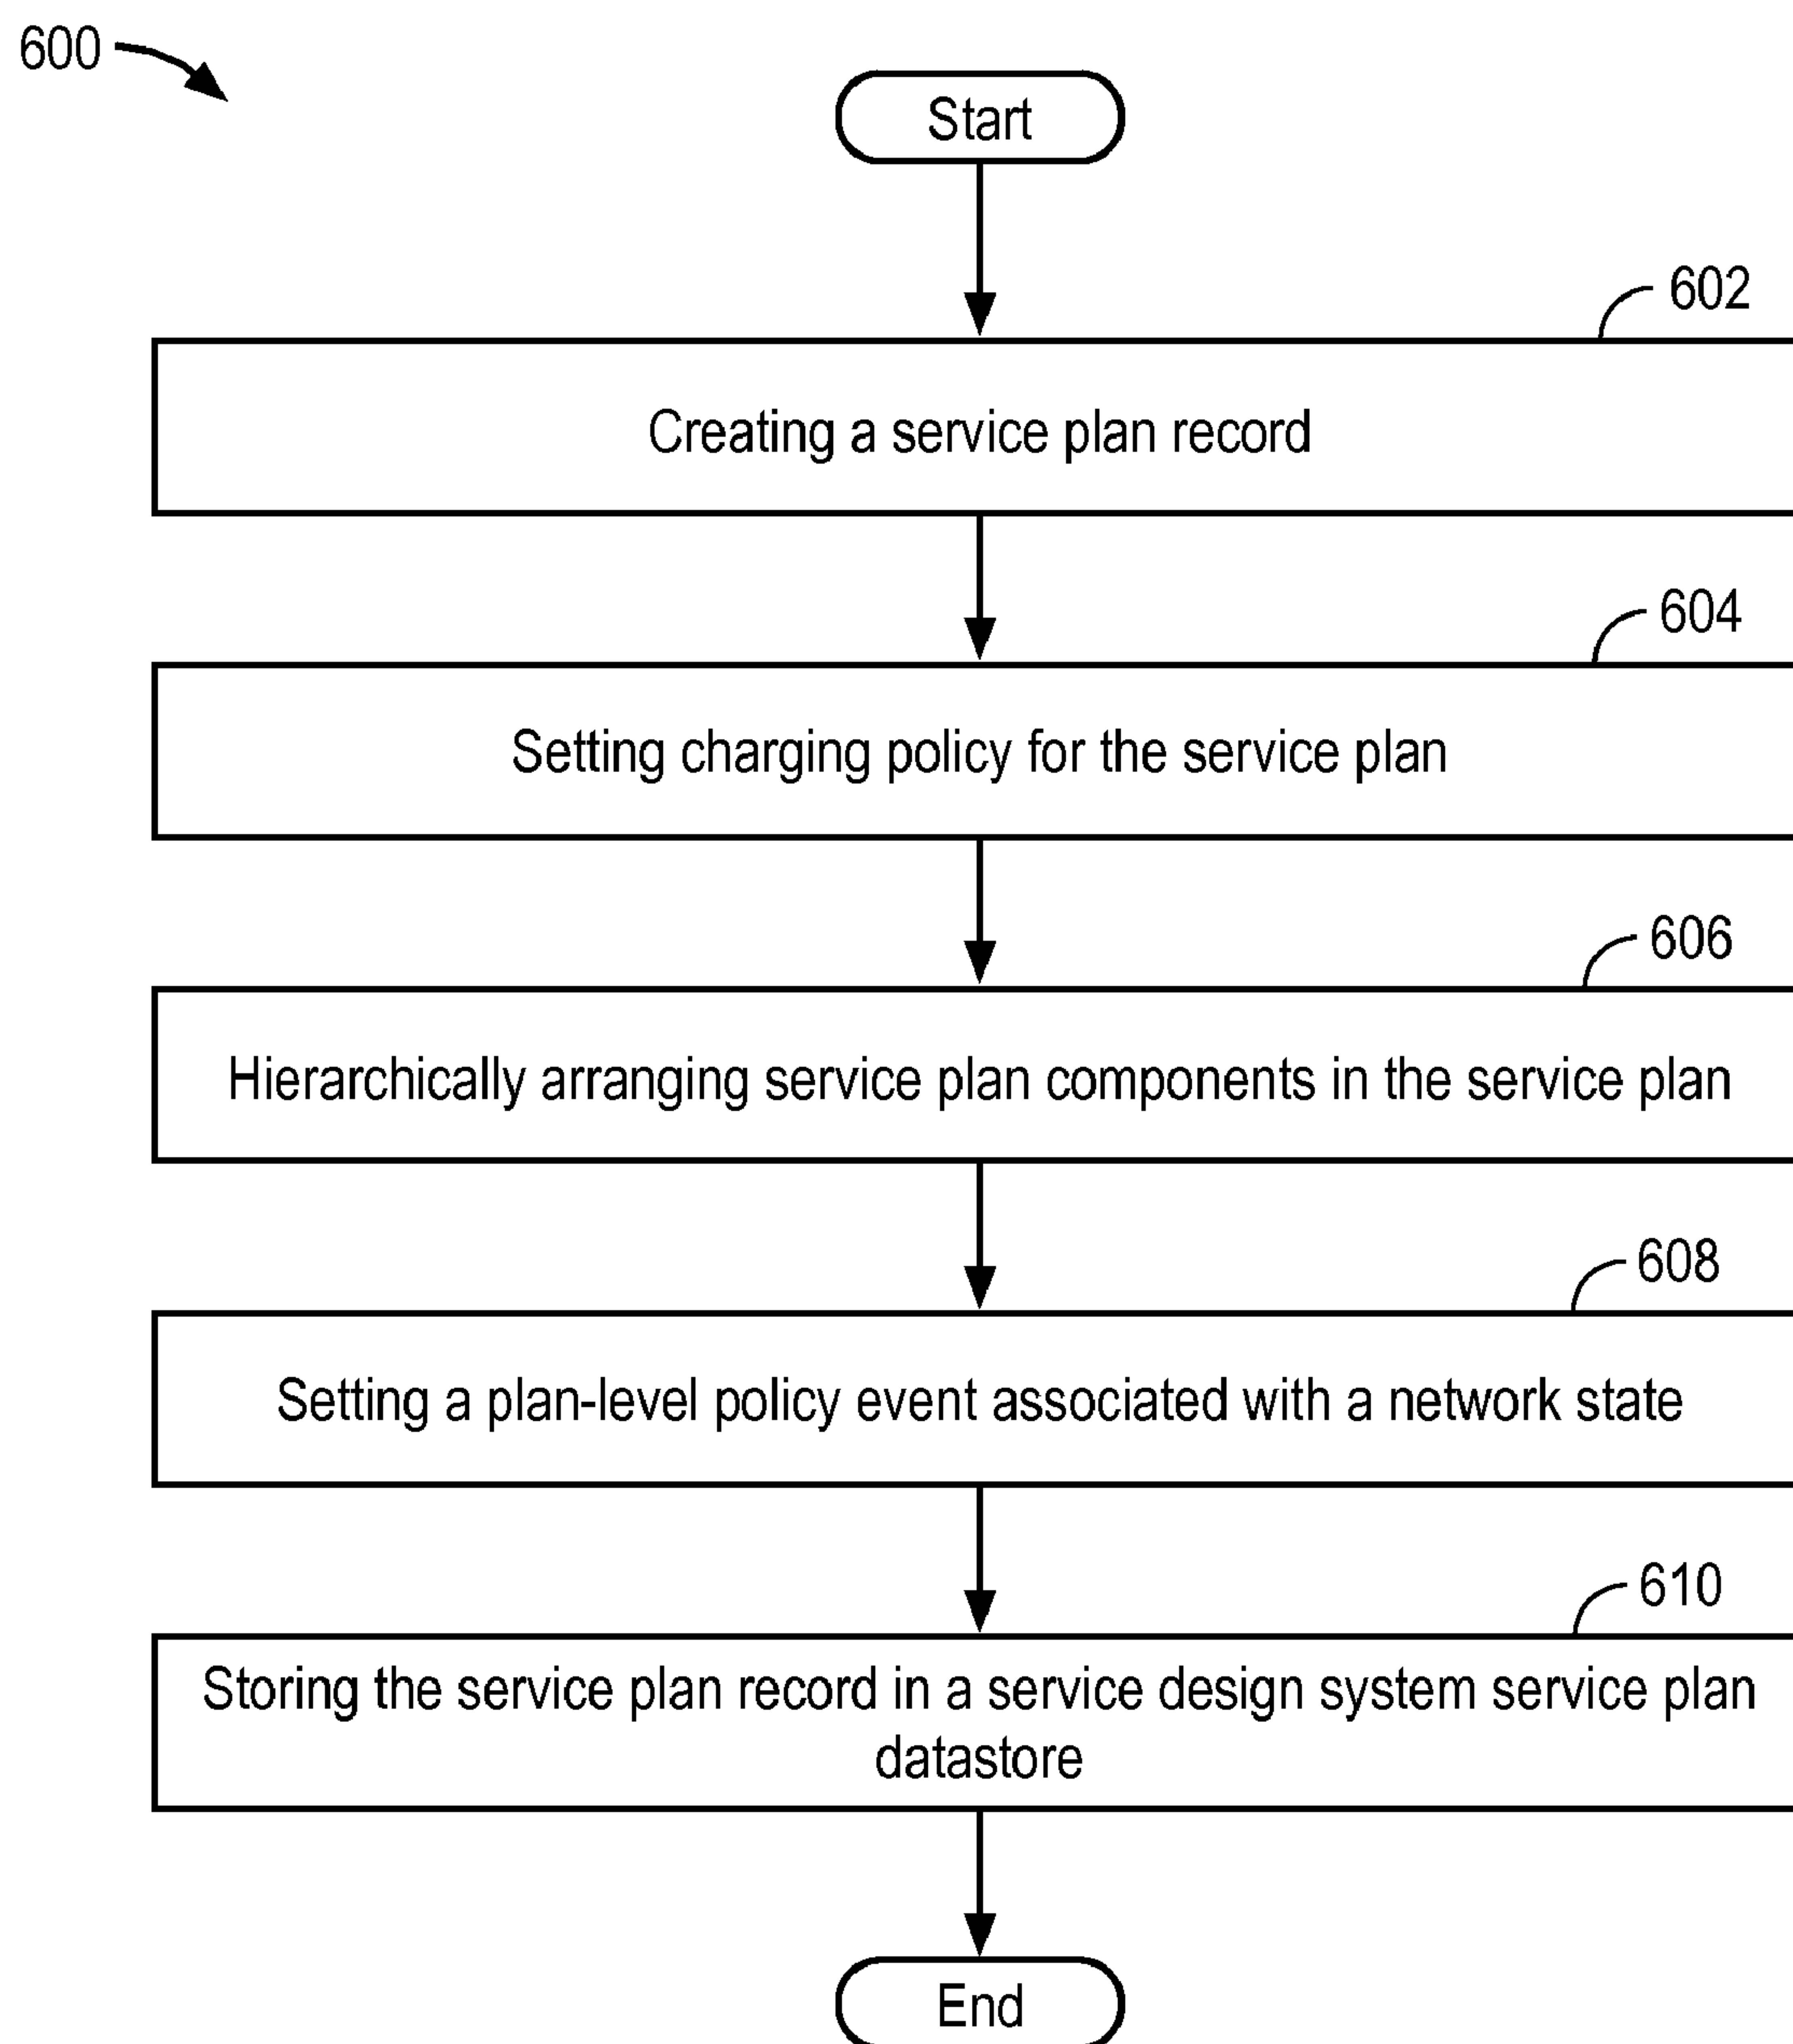 600
Start
602
Creating a service plan record
604
Setting charging policy for the service plan
606
Hierarchically arranging service plan components in the service plan
608
Setting a plan-level policy event associated with a network state
610
Storing the service plan record in a service design system service plan
datastore
End